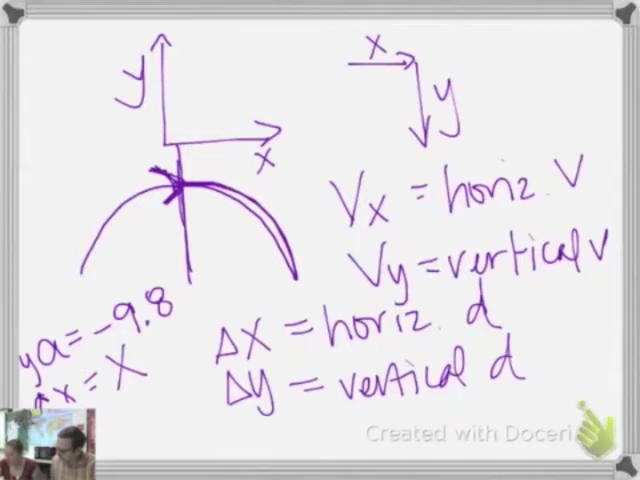 y
x
x
y
Vx = horiz. V
Vy = vertical v
ya = -9.8
x = X
Δx = horiz. d
Δy = vertical d
Created with Doceri